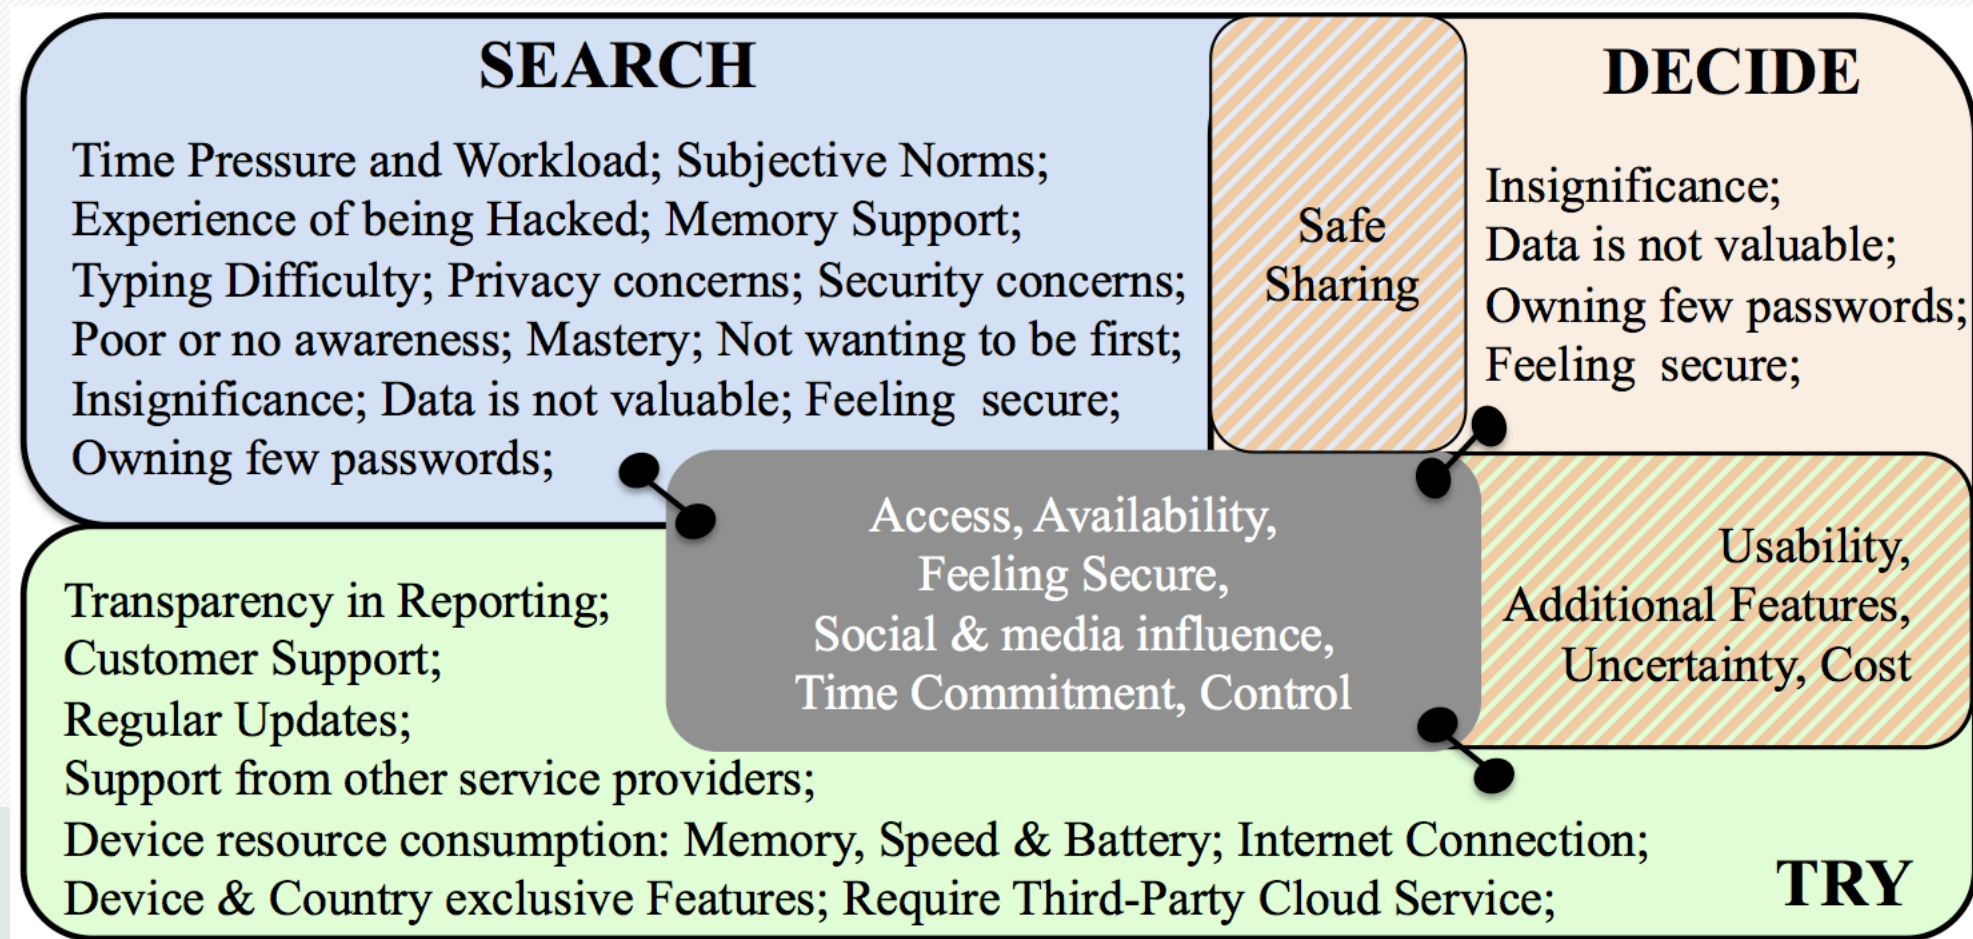 SEARCH
Time Pressure and Workload; Subjective Norms;
Experience of being Hacked; Memory Support;
Typing Difficulty; Privacy concerns; Security concerns;
Poor or no awareness; Mastery; Not wanting to be first;
Insignificance; Data is not valuable; Feeling secure;
Owning few passwords;
Safe
Sharing
DECIDE
Insignificance;
Data is not valuable;
Owning few passwords;
Feeling secure;
Access, Availability,
Feeling Secure,
Social & media influence,
Time Commitment, Control
Usability,
Additional Features,
Uncertainty, Cost
Transparency in Reporting;
Customer Support;
Regular Updates;
Support from other service providers;
Device resource consumption: Memory, Speed & Battery; Internet Connection;
Device & Country exclusive Features; Require Third-Party Cloud Service;
TRY